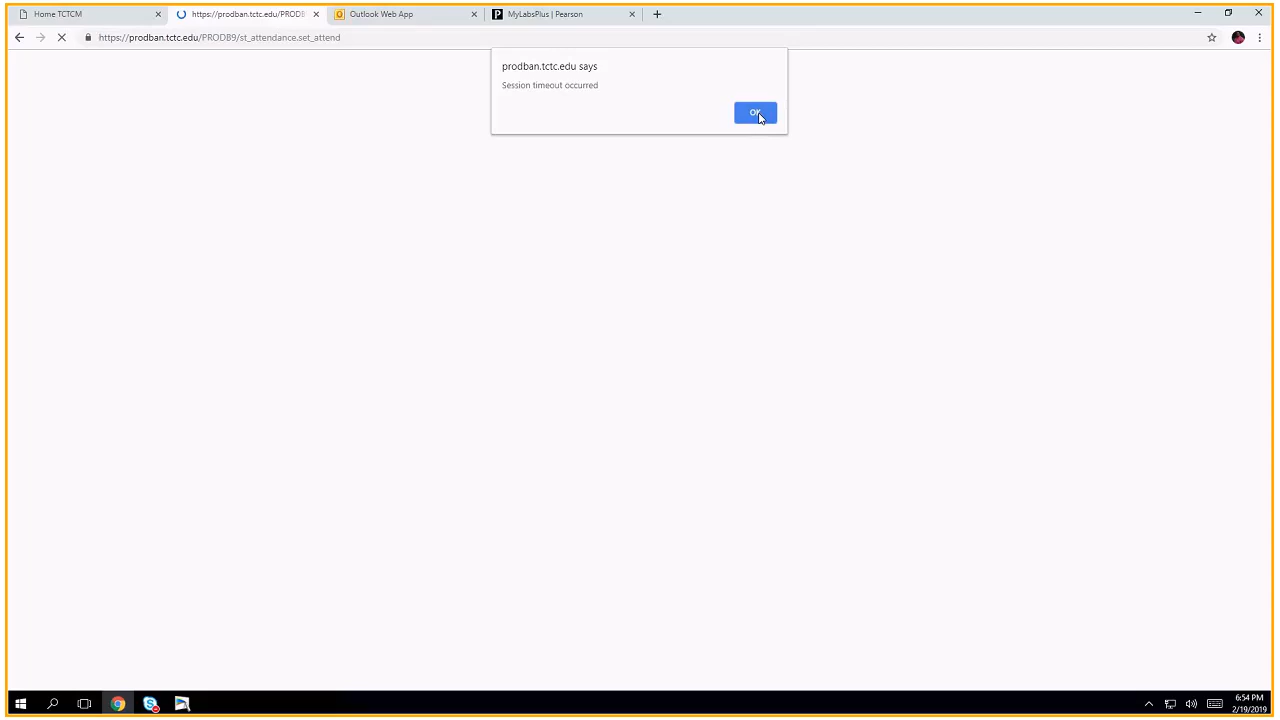 Home TCTCM
https://prodban.tctc.edu/PRODB
Outlook Web App
MyLabsPlus | Pearson
https://prodban.tctc.edu/PRODB9/st_attendance.set_attend
prodban.tctc.edu says
Session timeout occurred
OK
6:54 PM
2/19/2019